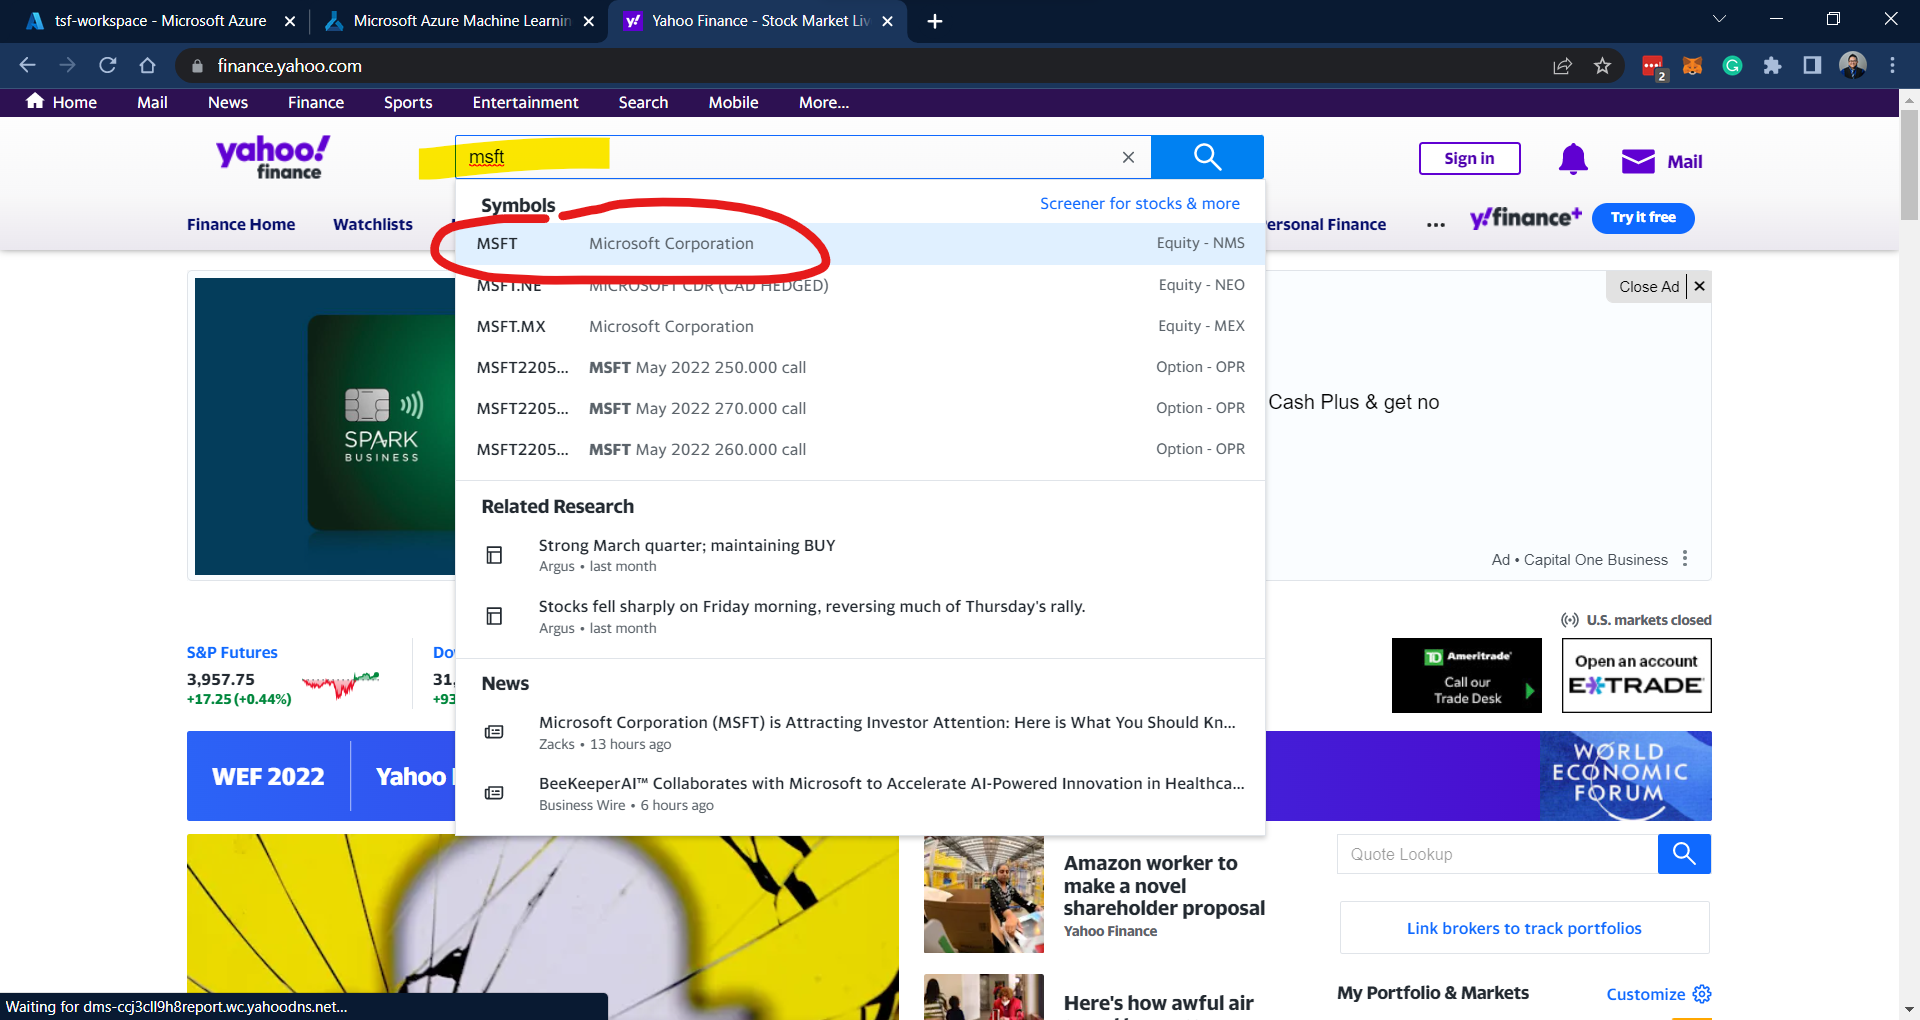 tsf-workspace - Microsoft Azure
Microsoft Azure Machine Learnin
Yahoo Finance - Stock Market Liv
finance.yahoo.com
2
Home Mail News Finance Sports Entertainment Search Mobile More...
yahoo!
finance
msft
Sign in
Mail
Finance Home Watchlists
ersonal Finance
...
y!finance+
Try it free
Symbols
Screener for stocks & more
MSFT Microsoft Corporation Equity - NMS
MSFT.NE MICROSOFT CDR (CAD HEDGED) Equity - NEO
MSFT.MX Microsoft Corporation Equity - MEX
MSFT2205... MSFT May 2022 250.000 call Option - OPR
MSFT2205... MSFT May 2022 270.000 call Option - OPR
MSFT2205... MSFT May 2022 260.000 call Option - OPR
Related Research
Strong March quarter; maintaining BUY
Argus • last month
Stocks fell sharply on Friday morning, reversing much of Thursday's rally.
Argus • last month
News
Microsoft Corporation (MSFT) is Attracting Investor Attention: Here is What You Should Kn...
Zacks • 13 hours ago
BeeKeeperAI™ Collaborates with Microsoft to Accelerate AI-Powered Innovation in Healthca...
Business Wire • 6 hours ago
Close Ad
SPARK
BUSINESS
Cash Plus & get no
Ad • Capital One Business
U.S. markets closed
S&P Futures
3,957.75
+17.25 (+0.44%)
Do
31,
+93
TD Ameritrade
Call our
Trade Desk
Open an account
E*TRADE
WEF 2022
Yahoo
WORLD
ECONOMIC
FORUM
Amazon worker to
make a novel
shareholder proposal
Yahoo Finance
Here's how awful air
Quote Lookup
Link brokers to track portfolios
My Portfolio & Markets
Customize
Waiting for dms-ccj3cll9h8report.wc.yahoodns.net...